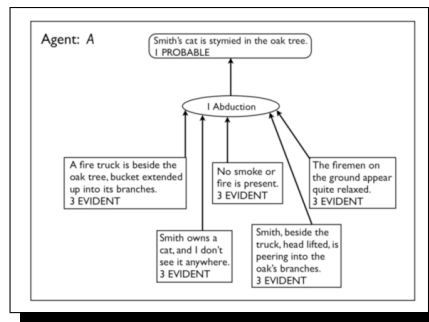 Agent: A
Smith's cat is stymied in the oak tree.
1 PROBABLE
1 Abduction
A fire truck is beside the
oak tree, bucket extended
up into its branches.
3 EVIDENT
No smoke or
fire is present.
3 EVIDENT
The firemen on
the ground appear
quite relaxed.
3 EVIDENT
Smith owns a
cat, and I don't
see it anywhere.
3 EVIDENT
Smith, beside the
truck, head lifted, is
peering into the
oak's branches.
3 EVIDENT